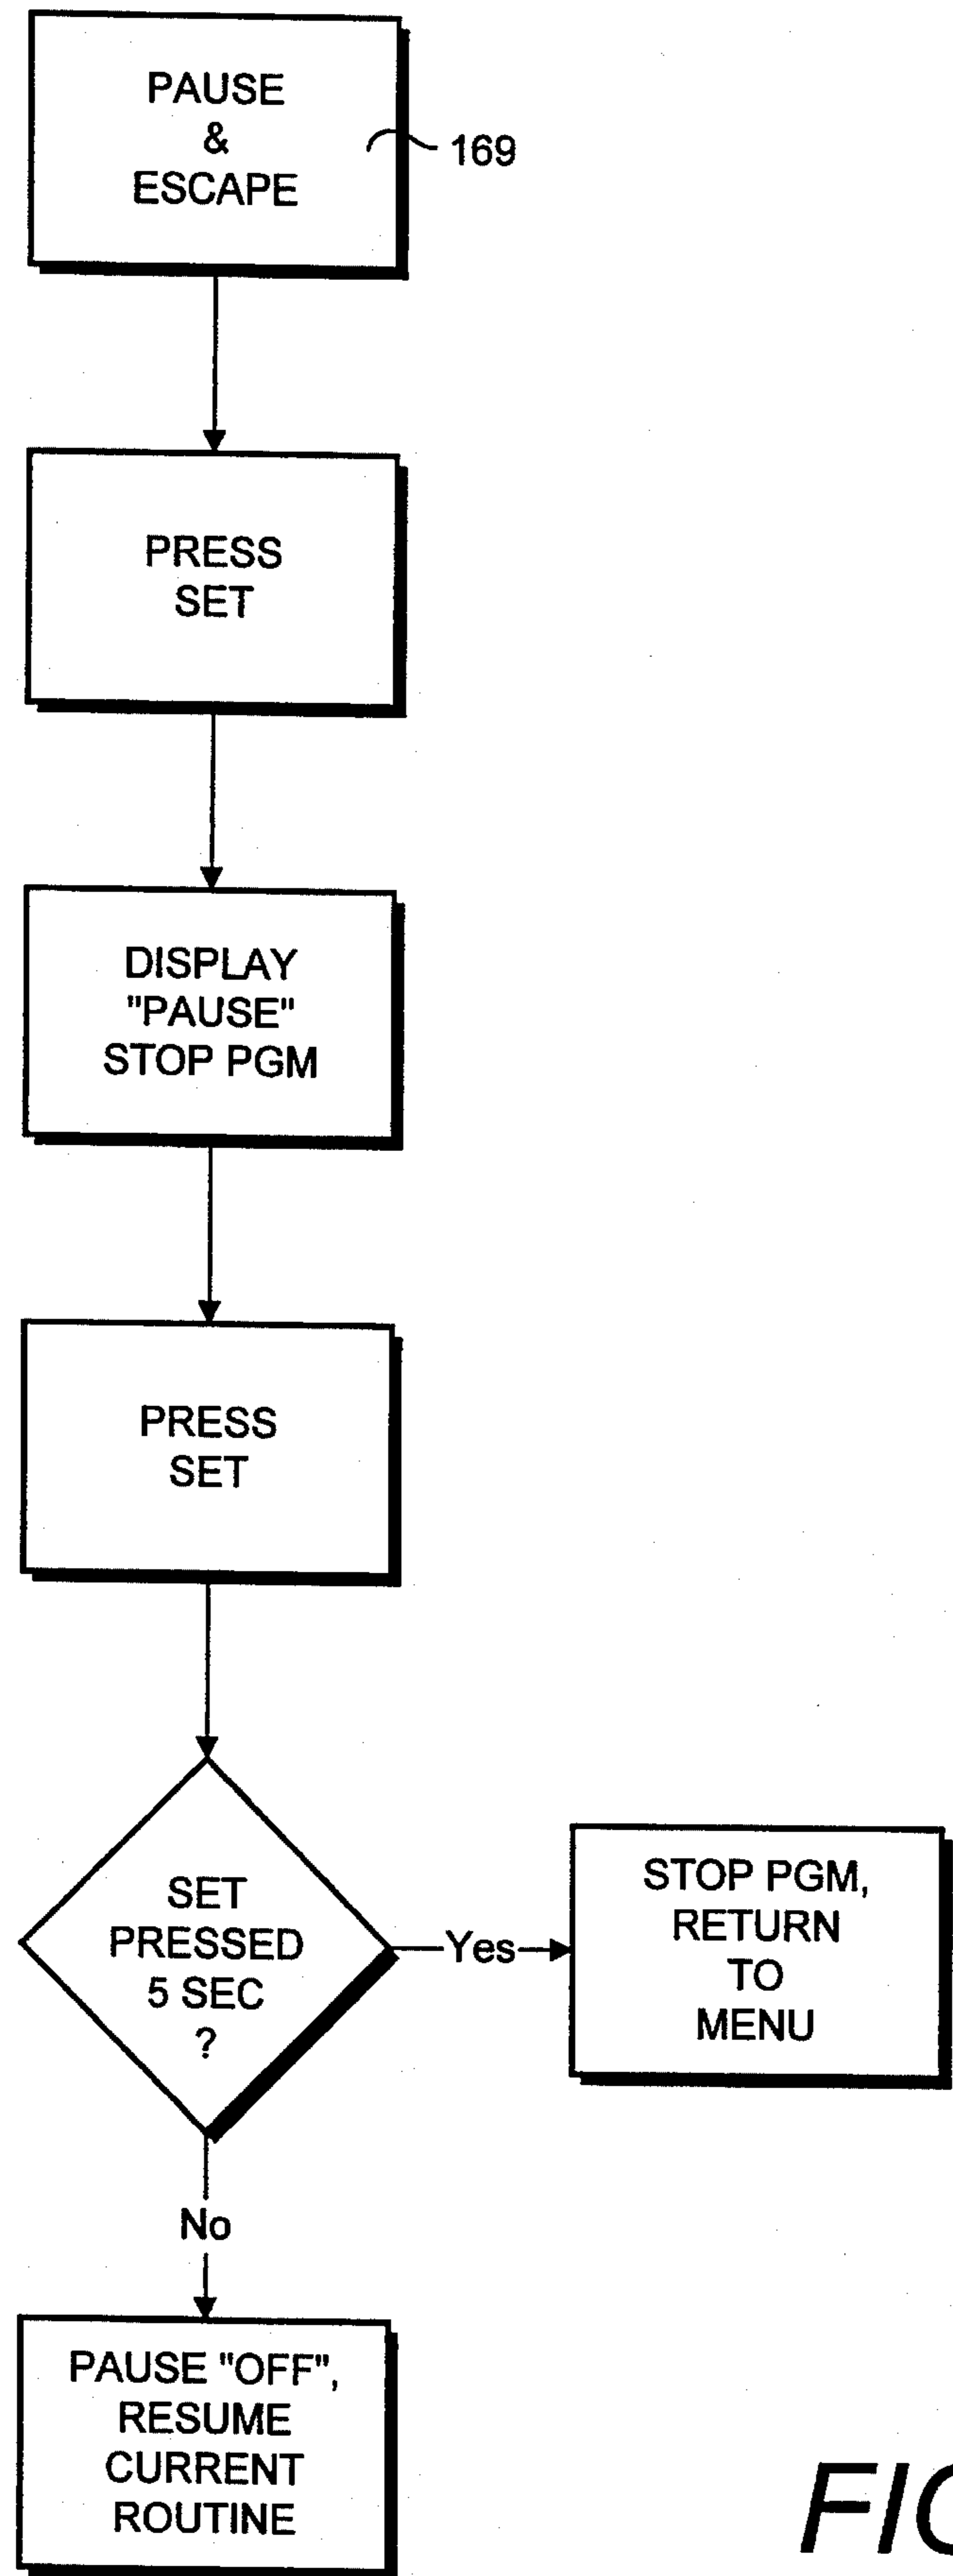 PAUSE
&
ESCAPE
169
PRESS
SET
DISPLAY
"PAUSE"
STOP PGM
PRESS
SET
SET
PRESSED
5 SEC
?
Yes
STOP PGM,
RETURN
TO
MENU
No
PAUSE "OFF",
RESUME
CURRENT
ROUTINE